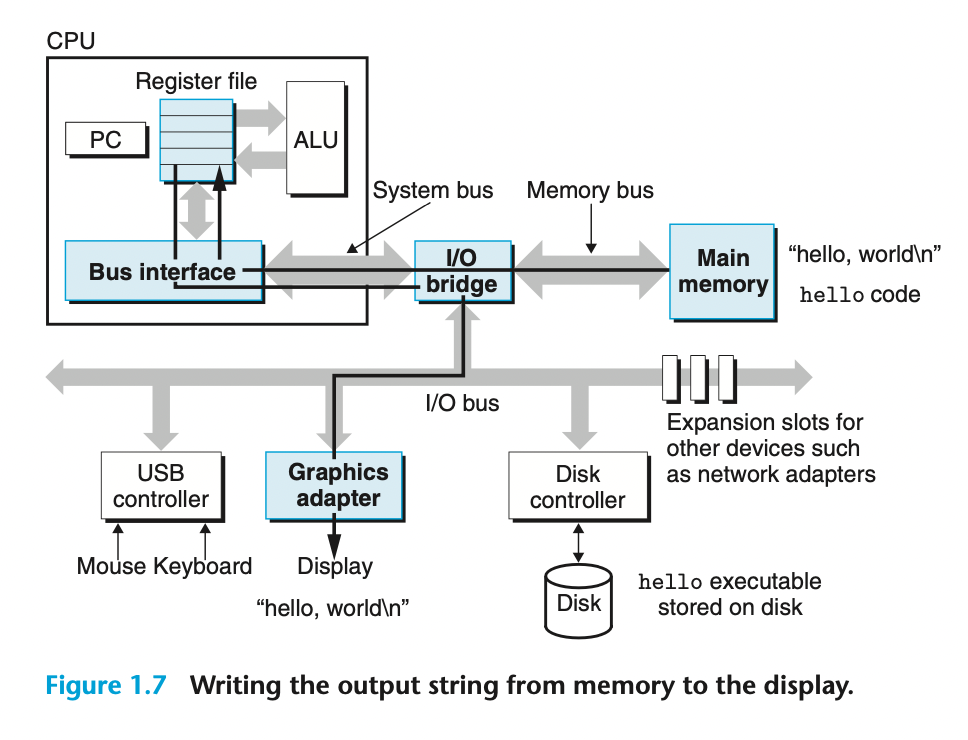 CPU
Register file
PC
ALU
System bus
Memory bus
Bus interface
I/O
bridge
Main
memory
“hello, world\n”
hello code
I/O bus
Expansion slots for
other devices such
as network adapters
USB
controller
Graphics
adapter
Disk
controller
Mouse Keyboard
Display
“hello, world\n”
Disk
hello executable
stored on disk
Figure 1.7 Writing the output string from memory to the display.